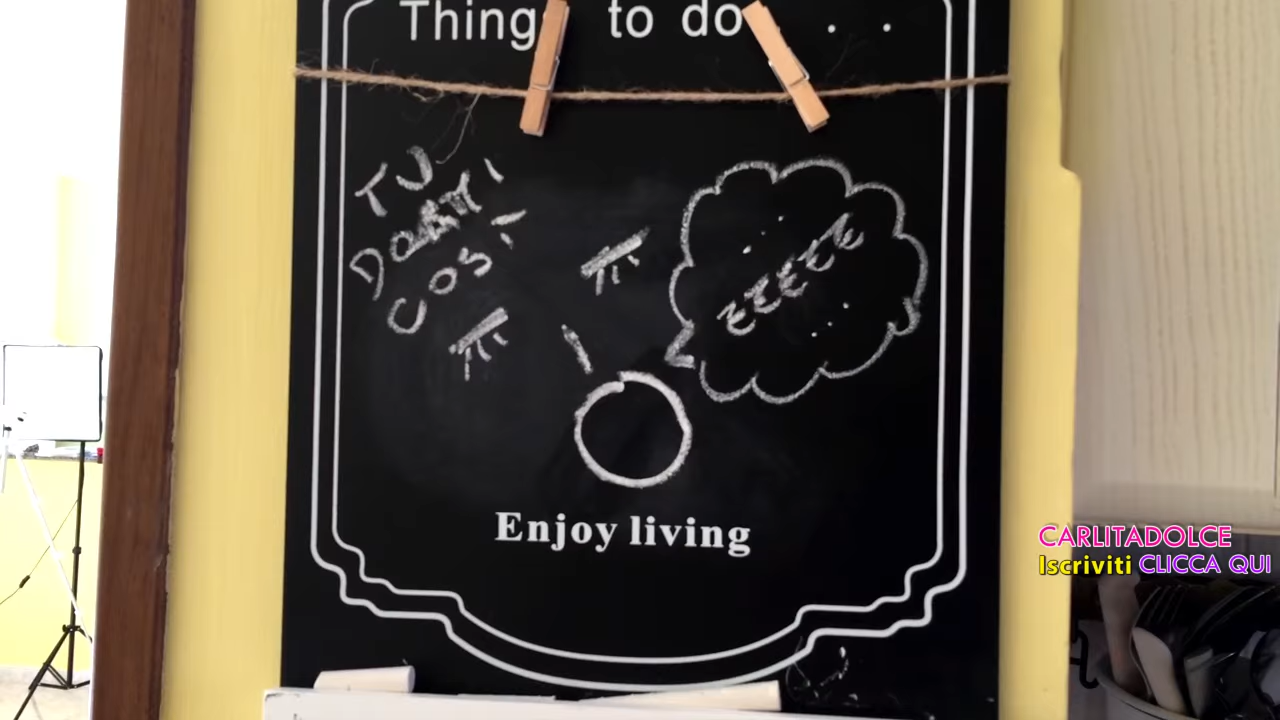 Things to do . . .
TU
DORMI
COSÌ
zzzzz
Enjoy living
CARLITADOLCE
Iscriviti CLICCA QUI